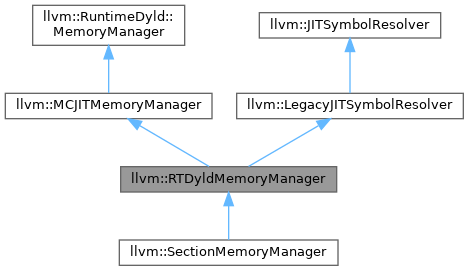 llvm::RuntimeDyld::
MemoryManager
llvm::JITSymbolResolver
llvm::MCJITMemoryManager
llvm::LegacyJITSymbolResolver
llvm::RTDyldMemoryManager
llvm::SectionMemoryManager